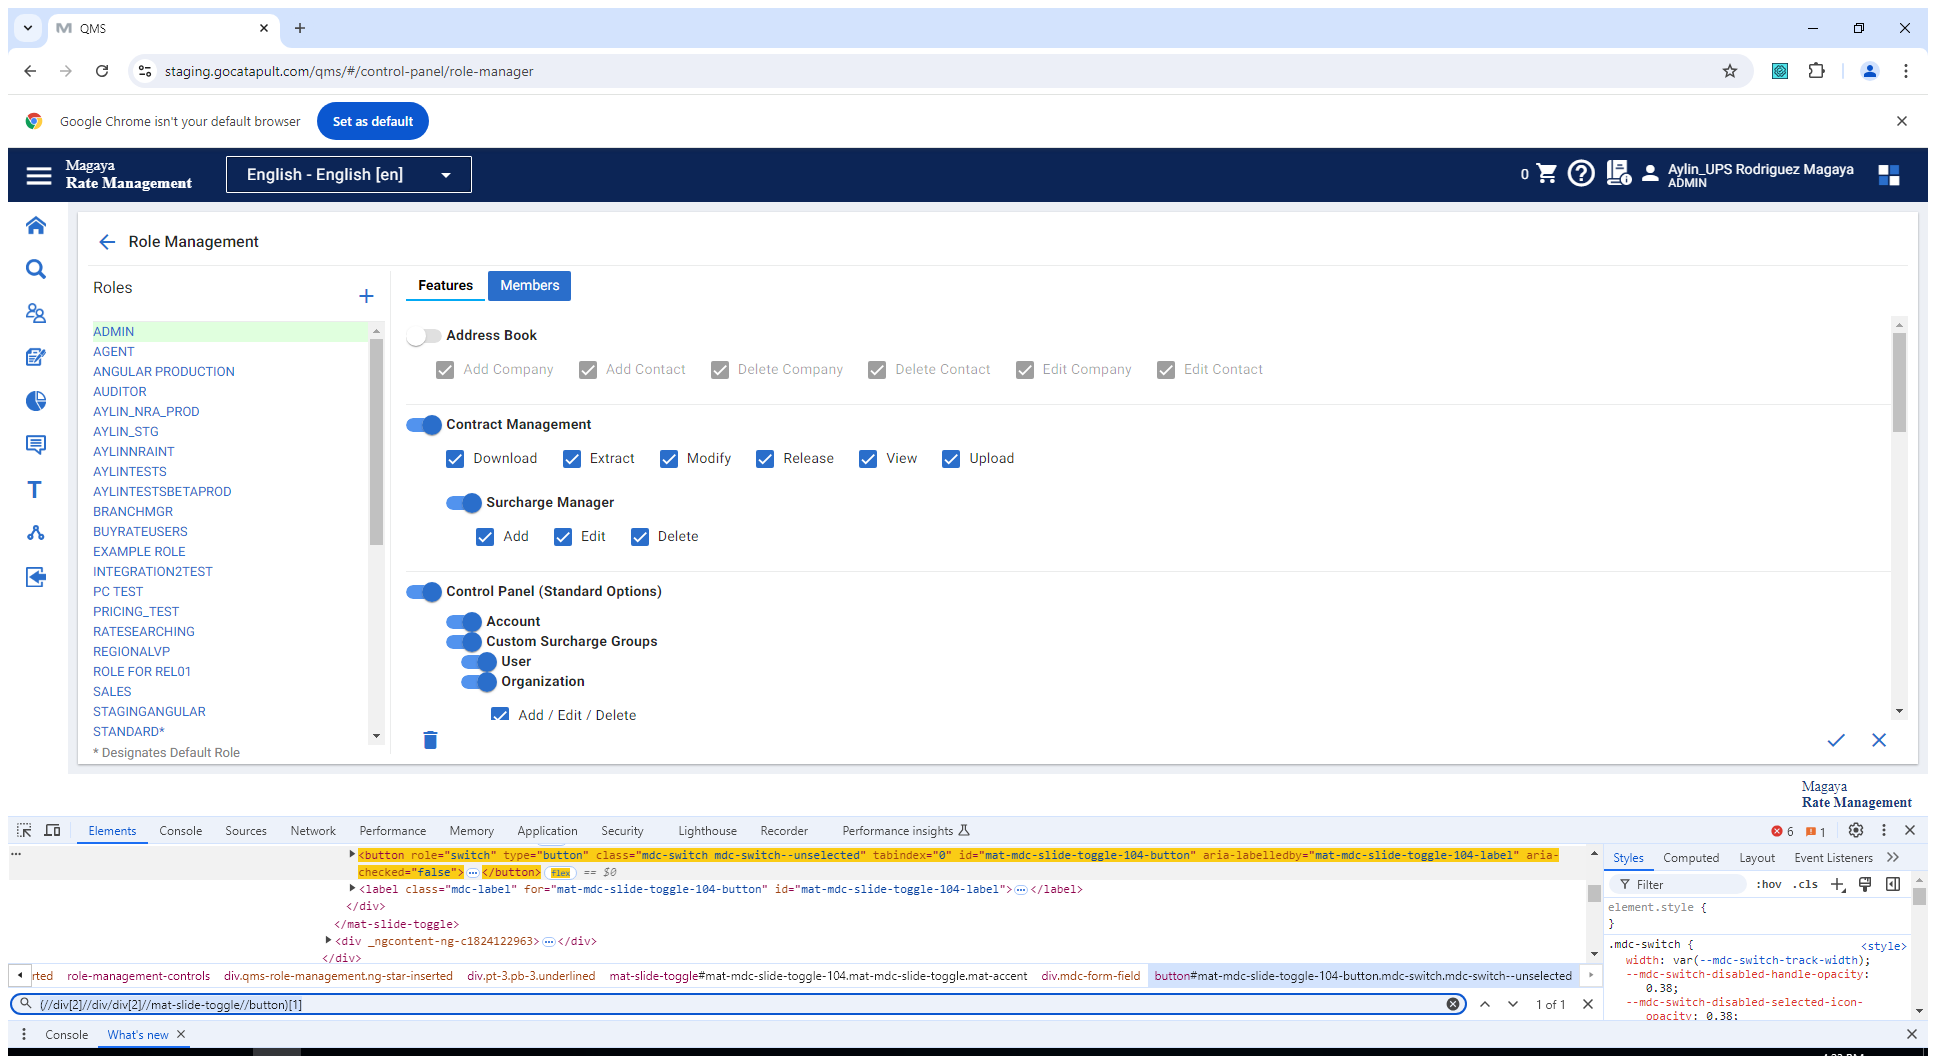 QMS
staging.gocatapult.com/qms/#/control-panel/role-manager
Google Chrome isn't your default browser
Set as default
Magaya
Rate Management
English - English [en]
0
Aylin_UPS Rodriguez Magaya
ADMIN
Role Management
Roles
ADMIN
AGENT
ANGULAR PRODUCTION
AUDITOR
AYLIN_NRA_PROD
AYLIN_STG
AYLINNRAINT
AYLINTESTS
AYLINTESTSBETAPROD
BRANCHMGR
BUYRATEUSERS
EXAMPLE ROLE
INTEGRATION2TEST
PC TEST
PRICING_TEST
RATESEARCHING
REGIONALVP
ROLE FOR REL01
SALES
STAGINGANGULAR
STANDARD*
* Designates Default Role
Features Members
Address Book
Add Company Add Contact Delete Company Delete Contact Edit Company Edit Contact
Contract Management
Download Extract Modify Release View Upload
Surcharge Manager
Add Edit Delete
Control Panel (Standard Options)
Account
Custom Surcharge Groups
User
Organization
Add / Edit / Delete
Magaya
Rate Management
Elements Console Sources Network Performance Memory Application Security Lighthouse Recorder Performance insights 6 1
<button role="switch" type="button" class="mdc-switch mdc-switch--unselected" tabindex="0" id="mat-mdc-slide-toggle-104-button" aria-labelledby="mat-mdc-slide-toggle-104-label" aria-
checked="false"> … </button> flex == $0
<label class="mdc-label" for="mat-mdc-slide-toggle-104-button" id="mat-mdc-slide-toggle-104-label"> … </label>
</div>
</mat-slide-toggle>
<div _ngcontent-ng-c1824122963> … </div>
</div>
rted role-management-controls div.qms-role-management.ng-star-inserted div.pt-3.pb-3.underlined mat-slide-toggle#mat-mdc-slide-toggle-104.mat-mdc-slide-toggle.mat-accent div.mdc-form-field button#mat-mdc-slide-toggle-104-button.mdc-switch.mdc-switch--unselected
(//div[2]//div/div[2]//mat-slide-toggle//button)[1]
1 of 1
Styles Computed Layout Event Listeners
Filter
:hov .cls
element.style {
}
.mdc-switch { <style>
width: var(--mdc-switch-track-width);
--mdc-switch-disabled-handle-opacity:
0.38;
--mdc-switch-disabled-selected-icon-
opacity: 0.38;
Console What's new